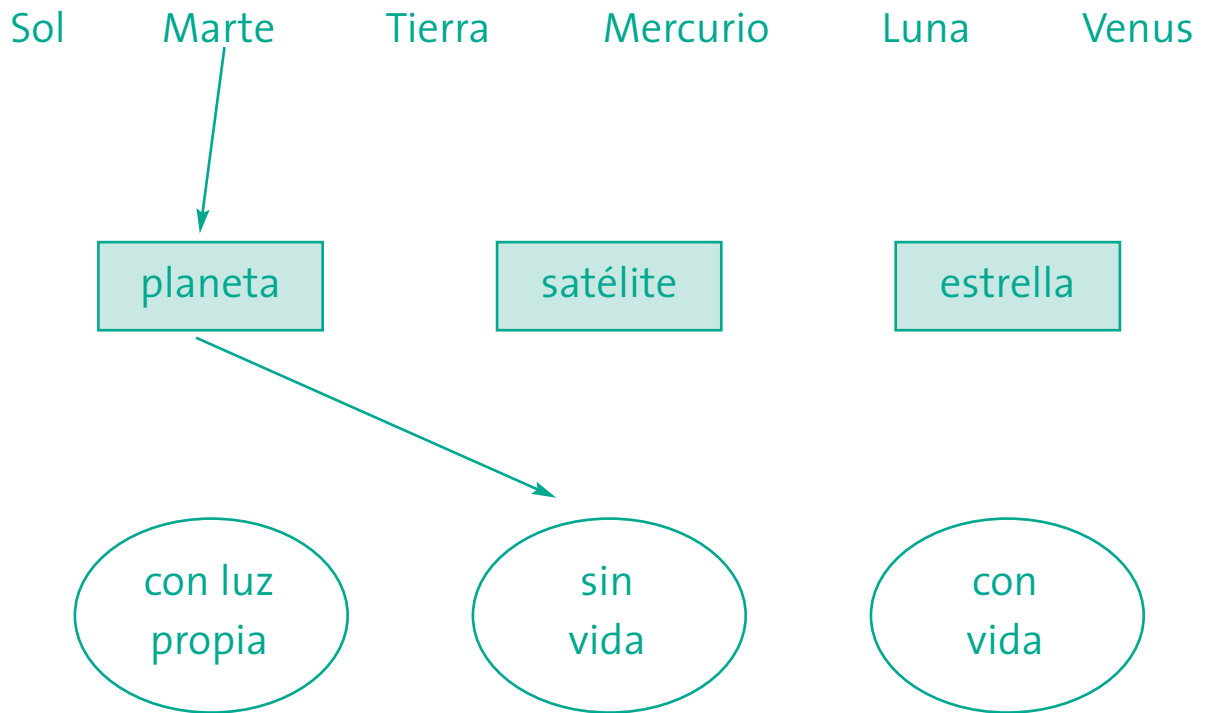 Sol Marte Tierra Mercurio Luna Venus
planeta satélite estrella
con luz sin con
propia vida vida